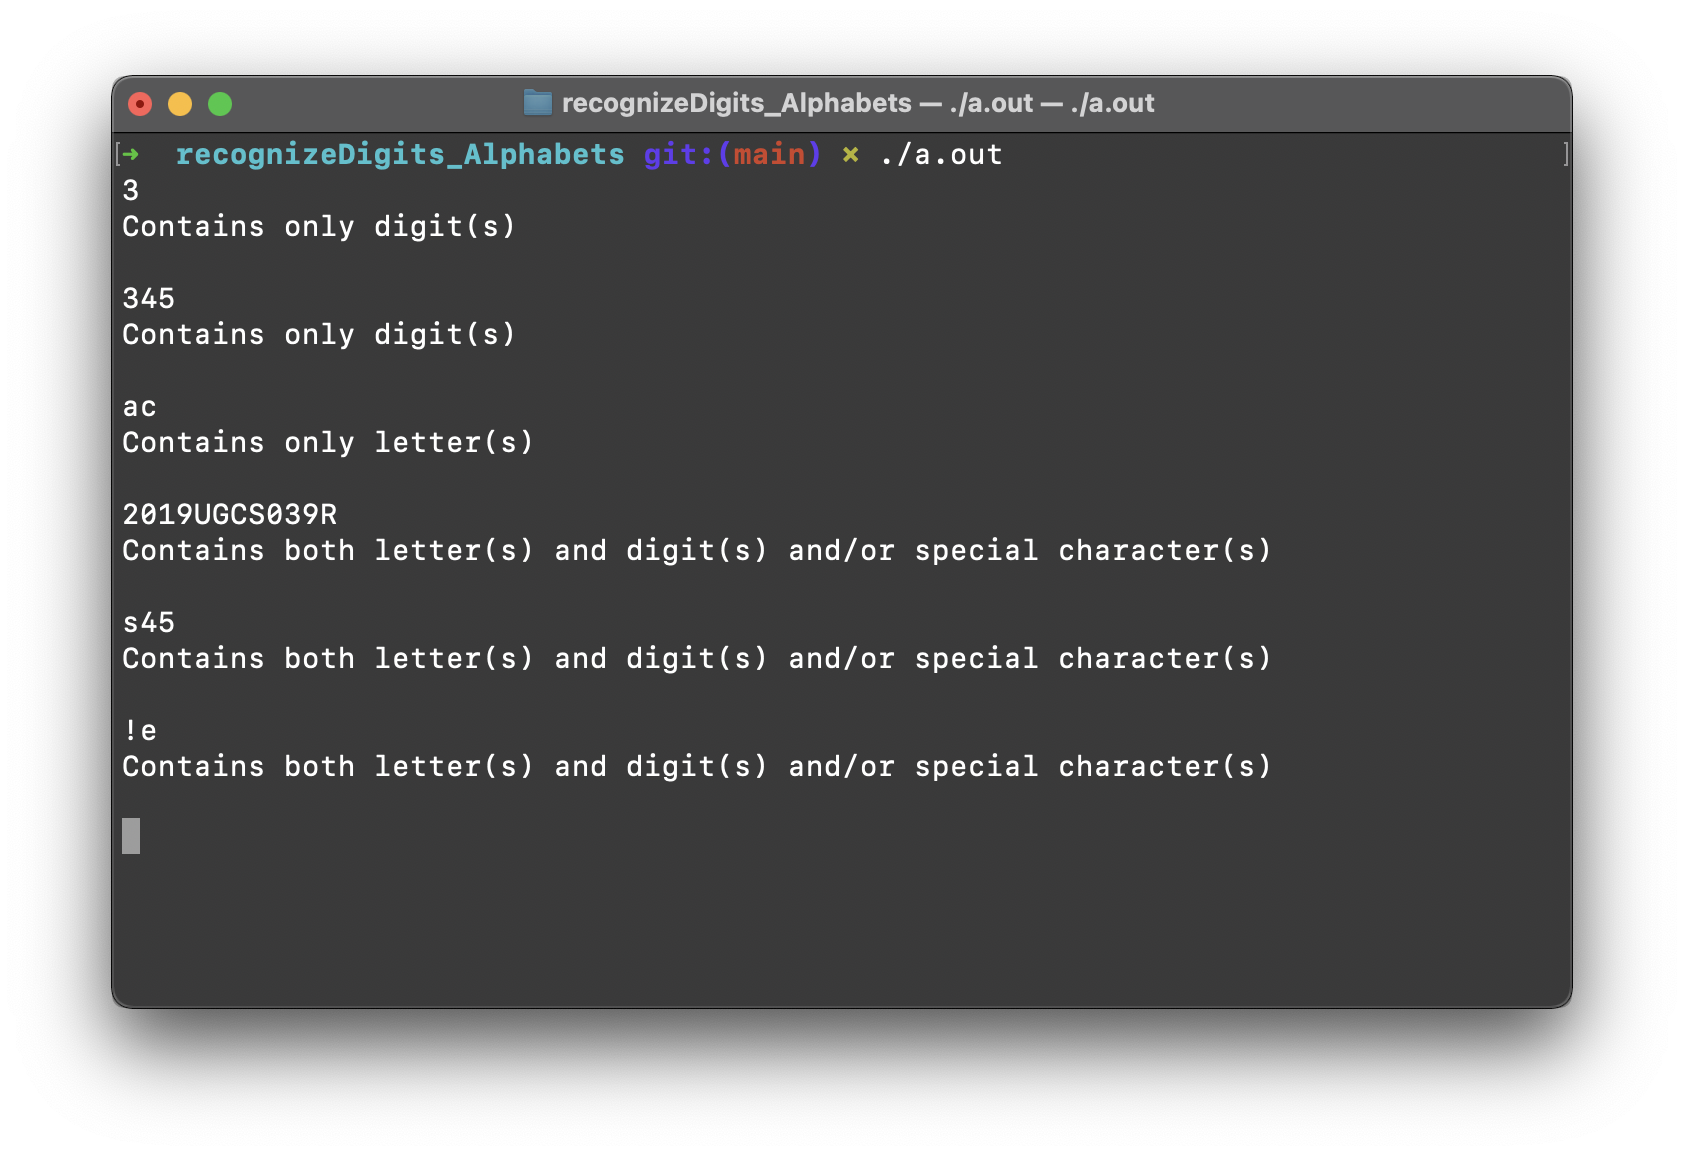 recognizeDigits_Alphabets — ./a.out — ./a.out
[➜ recognizeDigits_Alphabets git:(main) ✗ ./a.out ]
3
Contains only digit(s)
345
Contains only digit(s)
ac
Contains only letter(s)
2019UGCS039R
Contains both letter(s) and digit(s) and/or special character(s)
s45
Contains both letter(s) and digit(s) and/or special character(s)
!e
Contains both letter(s) and digit(s) and/or special character(s)